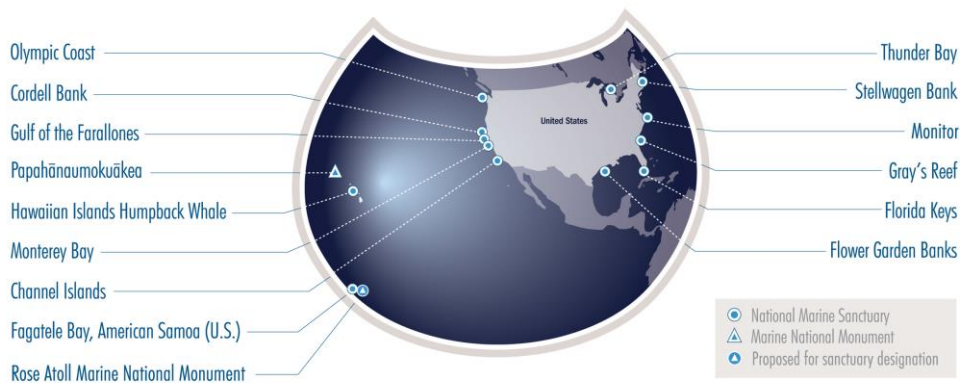 Olympic Coast
Cordell Bank
Gulf of the Farallones
Papahānaumokuākea
Hawaiian Islands Humpback Whale
Monterey Bay
Channel Islands
Fagatele Bay, American Samoa (U.S.)
Rose Atoll Marine National Monument
United States
Thunder Bay
Stellwagen Bank
Monitor
Gray's Reef
Florida Keys
Flower Garden Banks
National Marine Sanctuary
Marine National Monument
Proposed for sanctuary designation